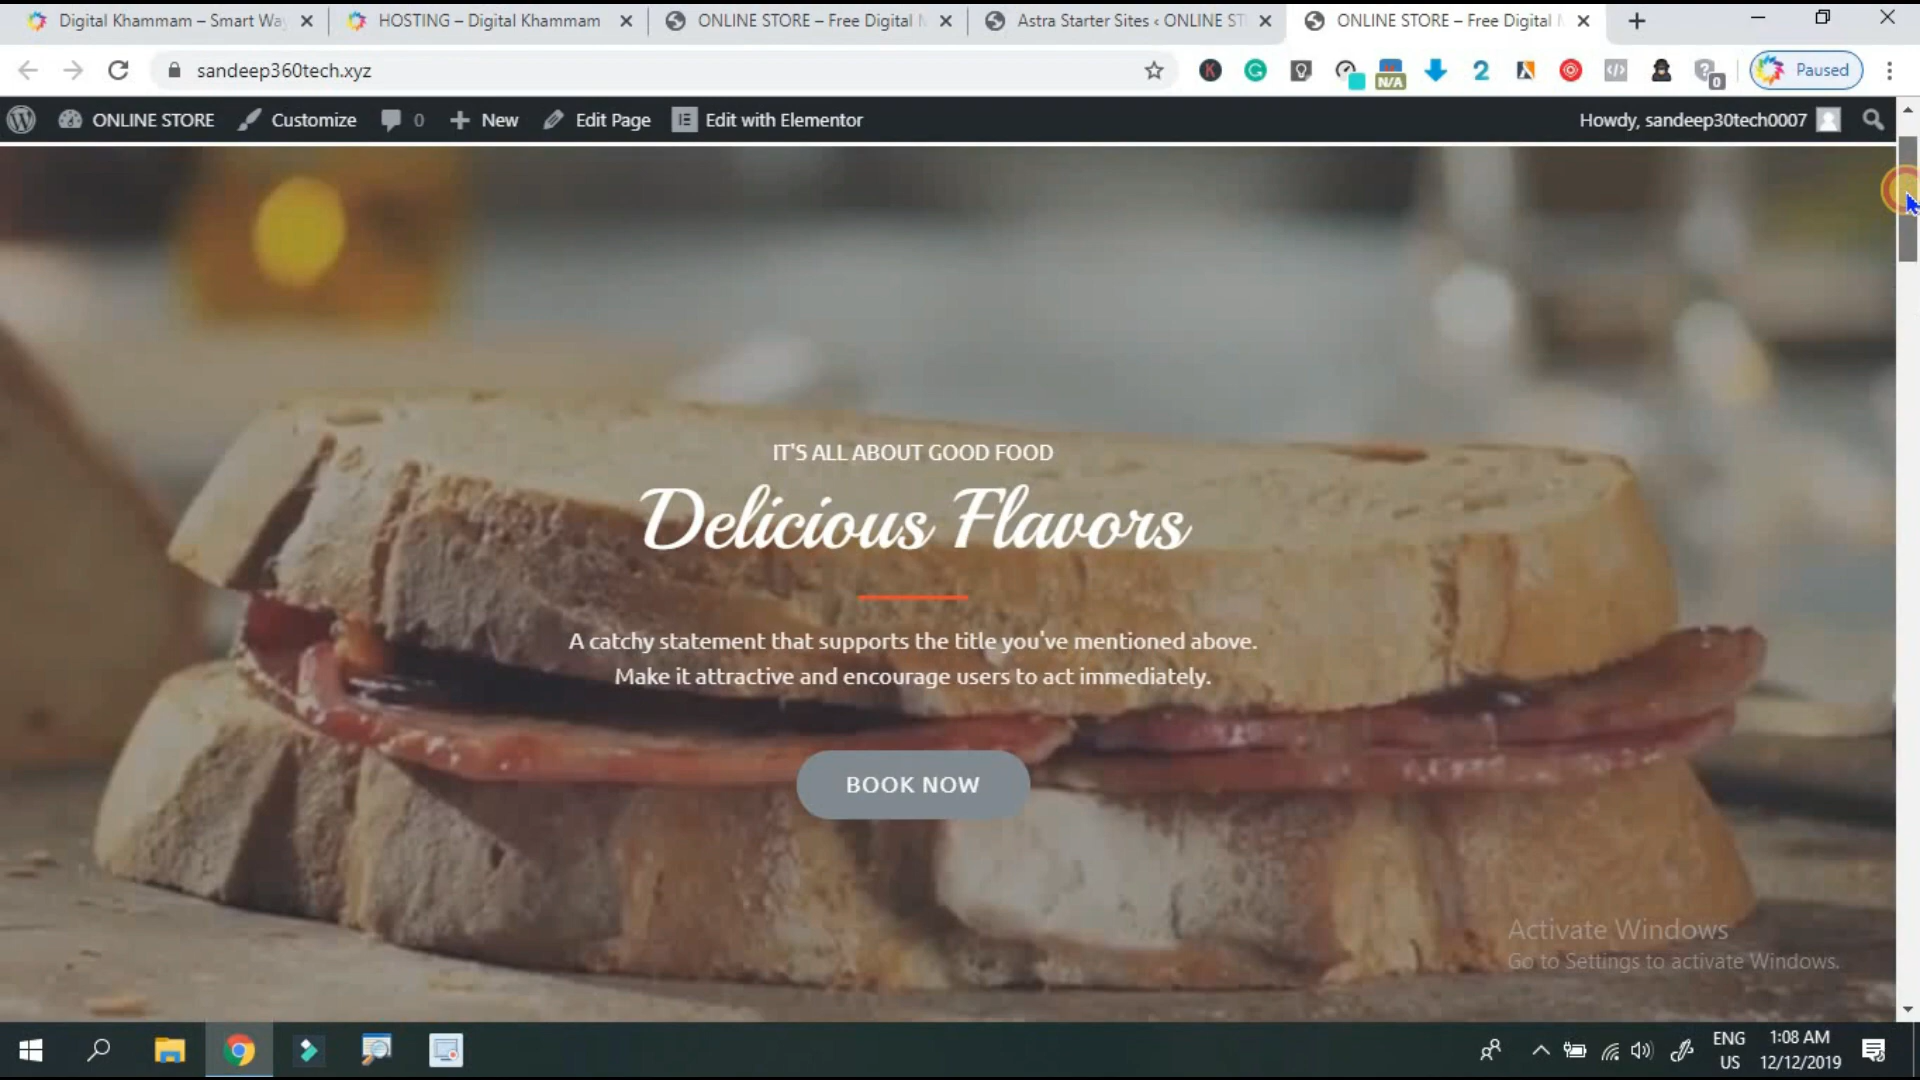 Digital Khammam – Smart Way
HOSTING – Digital Khammam
ONLINE STORE – Free Digital
Astra Starter Sites ‹ ONLINE ST
ONLINE STORE – Free Digital
sandeep360tech.xyz
N/A
2
0
Paused
ONLINE STORE
Customize
0
New
Edit Page
Edit with Elementor
Howdy, sandeep30tech0007
IT'S ALL ABOUT GOOD FOOD
Delicious Flavors
A catchy statement that supports the title you've mentioned above.
Make it attractive and encourage users to act immediately.
BOOK NOW
Activate Windows
Go to Settings to activate Windows.
ENG
US
1:08 AM
12/12/2019